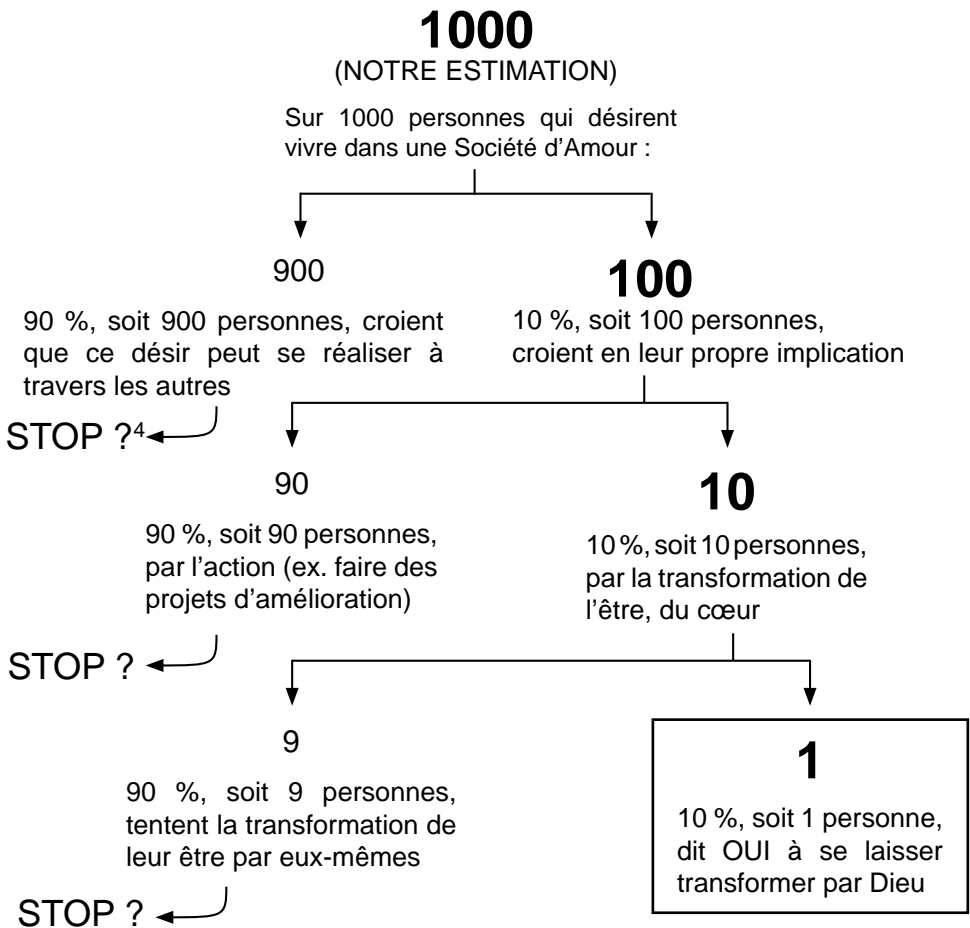 1000
(NOTRE ESTIMATION)
Sur 1000 personnes qui désirent
vivre dans une Société d'Amour :
900
90 %, soit 900 personnes, croient
que ce désir peut se réaliser à
travers les autres
STOP ?⁴
100
10 %, soit 100 personnes,
croient en leur propre implication
90
90 %, soit 90 personnes,
par l'action (ex. faire des
projets d'amélioration)
STOP ?
10
10 %, soit 10 personnes,
par la transformation de
l'être, du cœur
9
90 %, soit 9 personnes,
tentent la transformation de
leur être par eux-mêmes
STOP ?
1
10 %, soit 1 personne,
dit OUI à se laisser
transformer par Dieu